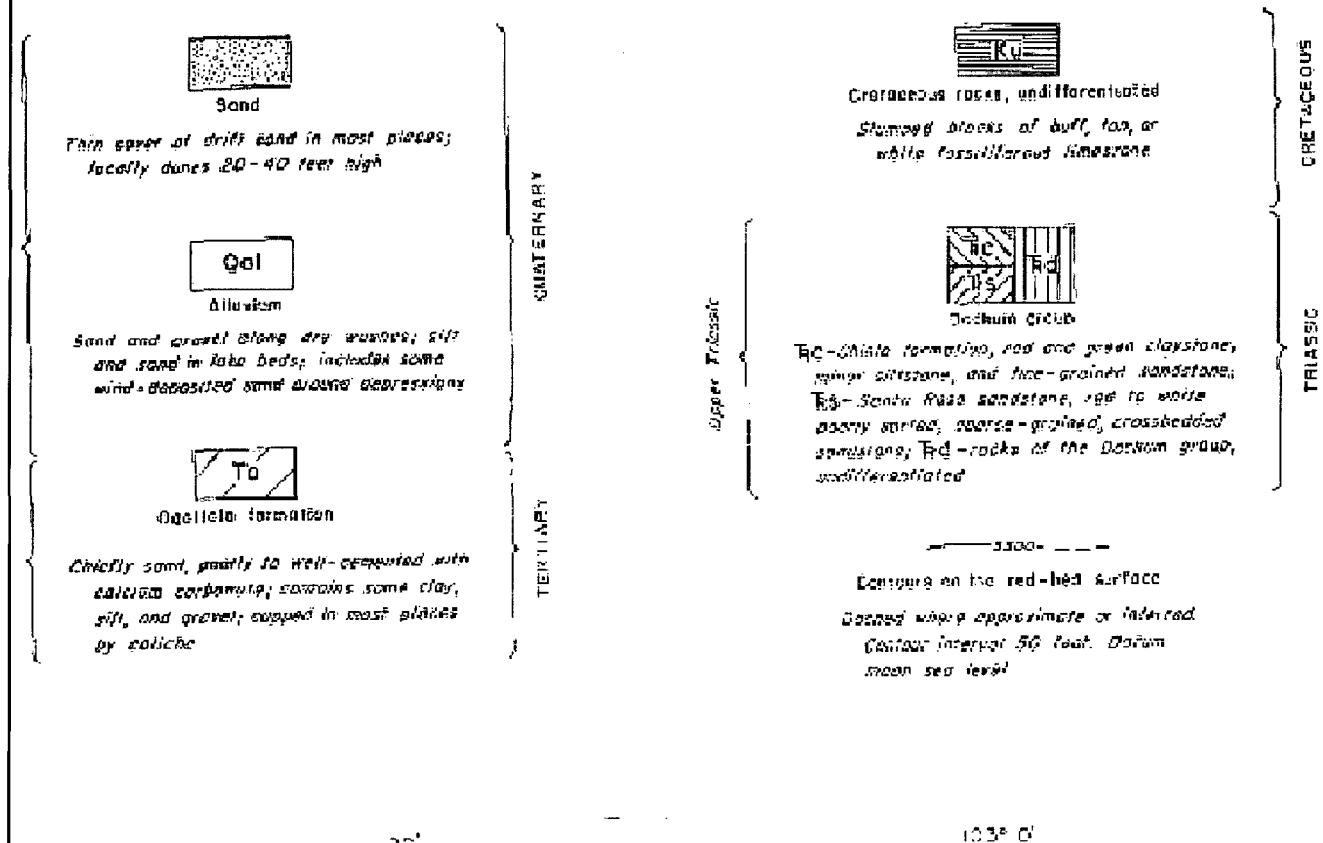 Sand
Thin cover of drift sand in most places;
locally dunes 20-40 feet high
Qal
Alluvium
Sand and gravel along dry washes; silt
and sand in lake beds; includes some
wind-deposited sand around depressions
QUATERNARY
To
Ogallala formation
Chiefly sand, poorly to well-cemented with
calcium carbonate; contains some clay,
silt, and gravel; capped in most places
by caliche
TERTIARY
Ku
Cretaceous rocks, undifferentiated
Slumped blocks of buff, tan, or
white fossiliferous limestone
CRETACEOUS
Upper Triassic
Ꞧc
Ꞧs
Ꞧd
Dockum group
Ꞧc-Chinle formation, red and green claystone,
minor siltstone, and fine-grained sandstone;
Ꞧs-Santa Rosa sandstone, red to white
poorly sorted, coarse-grained, crossbedded
sandstone; Ꞧd-rocks of the Dockum group,
undifferentiated
TRIASSIC
Contours on the red-bed surface
Dashed where approximate or inferred.
Contour interval 50 feet. Datum
mean sea level